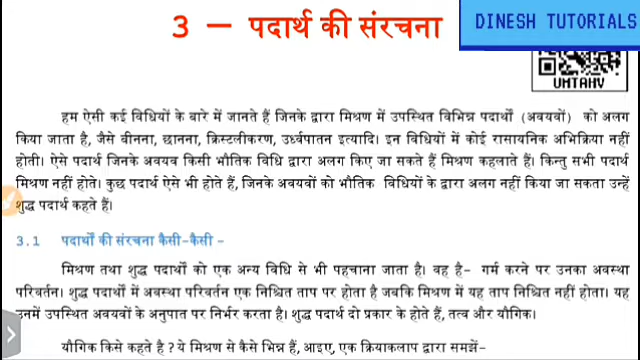 3 – पदार्थ की संरचना
DINESH TUTORIALS
UMTAHV
हम ऐसी कई विधियों के बारे में जानते हैं जिनके द्वारा मिश्रण में उपस्थित विभिन्न पदार्थों (अवयवों) को अलग
किया जाता है, जैसे बीनना, छानना, क्रिस्टलीकरण, उर्ध्वपातन इत्यादि। इन विधियों में कोई रासायनिक अभिक्रिया नहीं
होती। ऐसे पदार्थ जिनके अवयव किसी भौतिक विधि द्वारा अलग किए जा सकते हैं मिश्रण कहलाते हैं। किन्तु सभी पदार्थ
मिश्रण नहीं होते। कुछ पदार्थ ऐसे भी होते हैं, जिनके अवयवों को भौतिक विधियों के द्वारा अलग नहीं किया जा सकता उन्हें
शुद्ध पदार्थ कहते हैं।
3.1 पदार्थों की संरचना कैसी-कैसी -
मिश्रण तथा शुद्ध पदार्थों को एक अन्य विधि से भी पहचाना जाता है। वह है- गर्म करने पर उनका अवस्था
परिवर्तन। शुद्ध पदार्थों में अवस्था परिवर्तन एक निश्चित ताप पर होता है जबकि मिश्रण में यह ताप निश्चित नहीं होता। यह
उनमें उपस्थित अवयवों के अनुपात पर निर्भर करता है। शुद्ध पदार्थ दो प्रकार के होते हैं, तत्व और यौगिक।
यौगिक किसे कहते है? ये मिश्रण से कैसे भिन्न हैं, आइए, एक क्रियाकलाप द्वारा समझें-